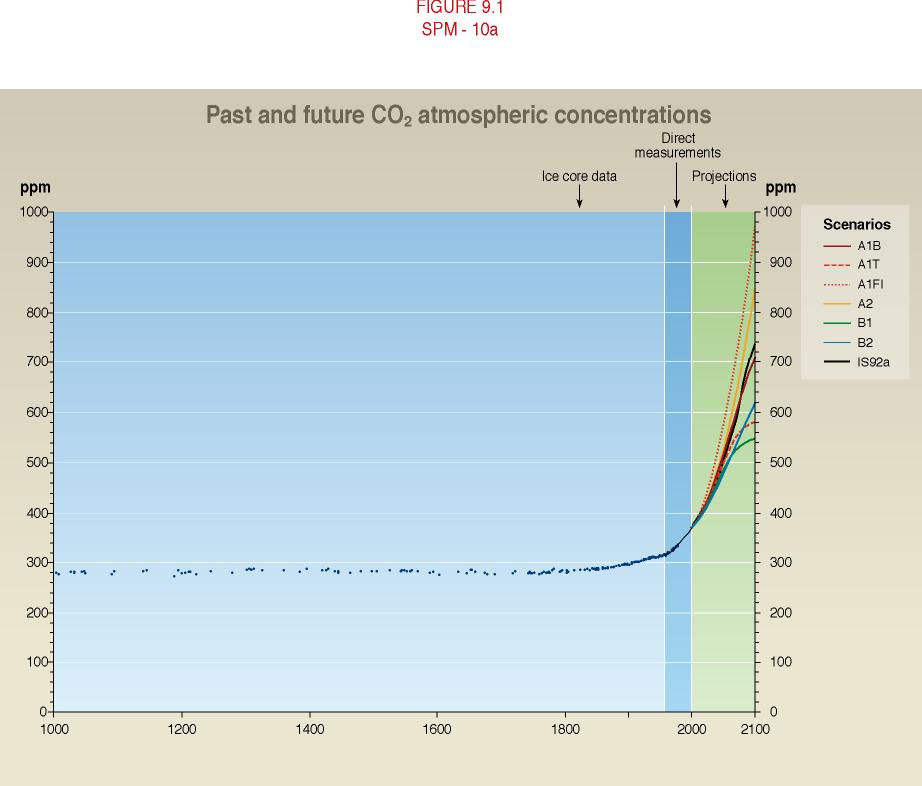 FIGURE 9.1
SPM - 10a
Past and future CO₂ atmospheric concentrations
Direct
measurements
Ice core data
Projections
ppm
ppm
1000
900
800
700
600
500
400
300
200
100
0
1000
900
800
700
600
500
400
300
200
100
0
1000
1200
1400
1600
1800
2000
2100
Scenarios
A1B
A1T
A1FI
A2
B1
B2
IS92a